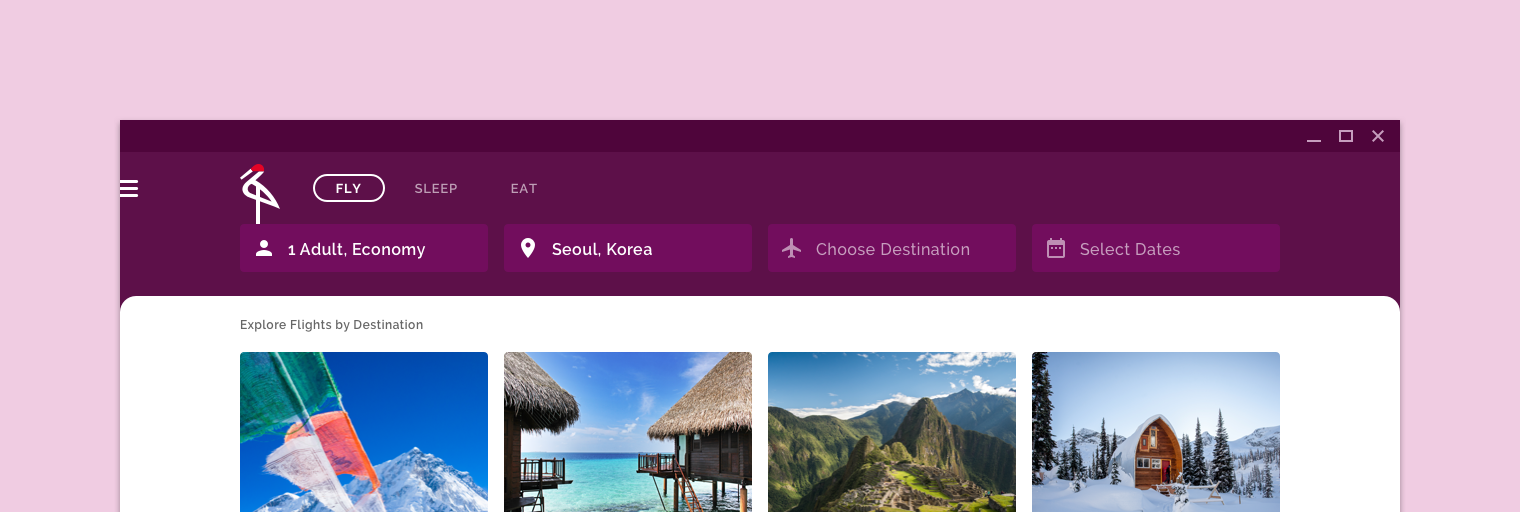 FLY
SLEEP
EAT
1 Adult, Economy
Seoul, Korea
Choose Destination
Select Dates
Explore Flights by Destination